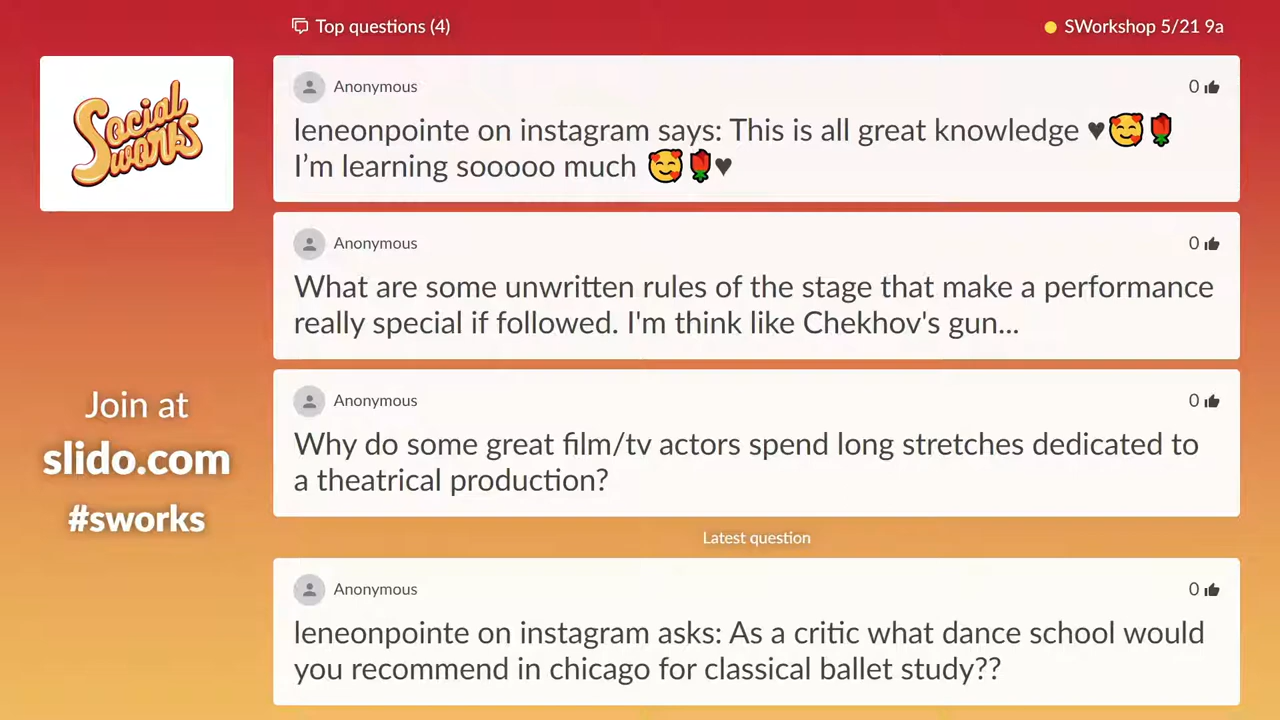 Top questions (4)
SWorkshop 5/21 9a
Social
works
Anonymous
0
leneonpointe on instagram says: This is all great knowledge ♥🥰🌹
I'm learning sooooo much 🥰🌹♥
Anonymous
0
What are some unwritten rules of the stage that make a performance
really special if followed. I'm think like Chekhov's gun...
Anonymous
0
Why do some great film/tv actors spend long stretches dedicated to
a theatrical production?
Join at
slido.com
#sworks
Latest question
Anonymous
0
leneonpointe on instagram asks: As a critic what dance school would
you recommend in chicago for classical ballet study??